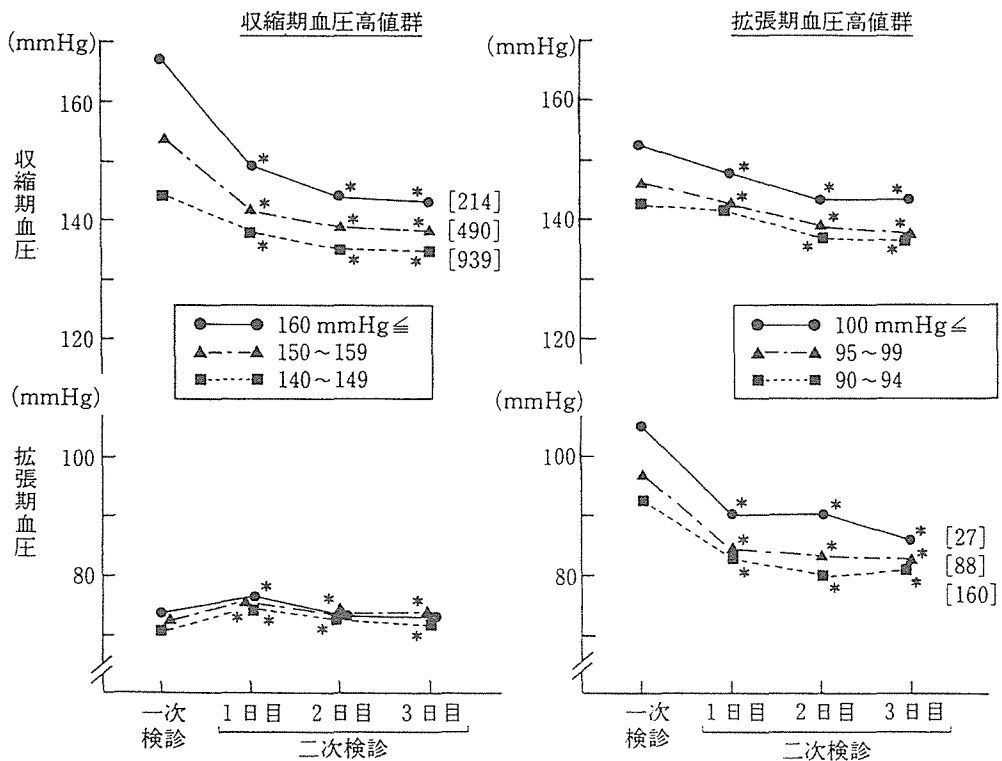 収縮期血圧高値群
(mmHg)
160
140
120
収縮期血圧
* * *
* * *
* * *
[214]
[490]
[939]
160 mmHg≦
150～159
140～149
(mmHg)
100
80
拡張期血圧
* * *
* * * *
*
一次検診
1日目
2日目
3日目
二次検診
拡張期血圧高値群
(mmHg)
160
140
120
* * *
* * *
* *
100 mmHg≦
95～99
90～94
(mmHg)
100
80
* * *
* * *
* * *
[27]
[88]
[160]
一次検診
1日目
2日目
3日目
二次検診